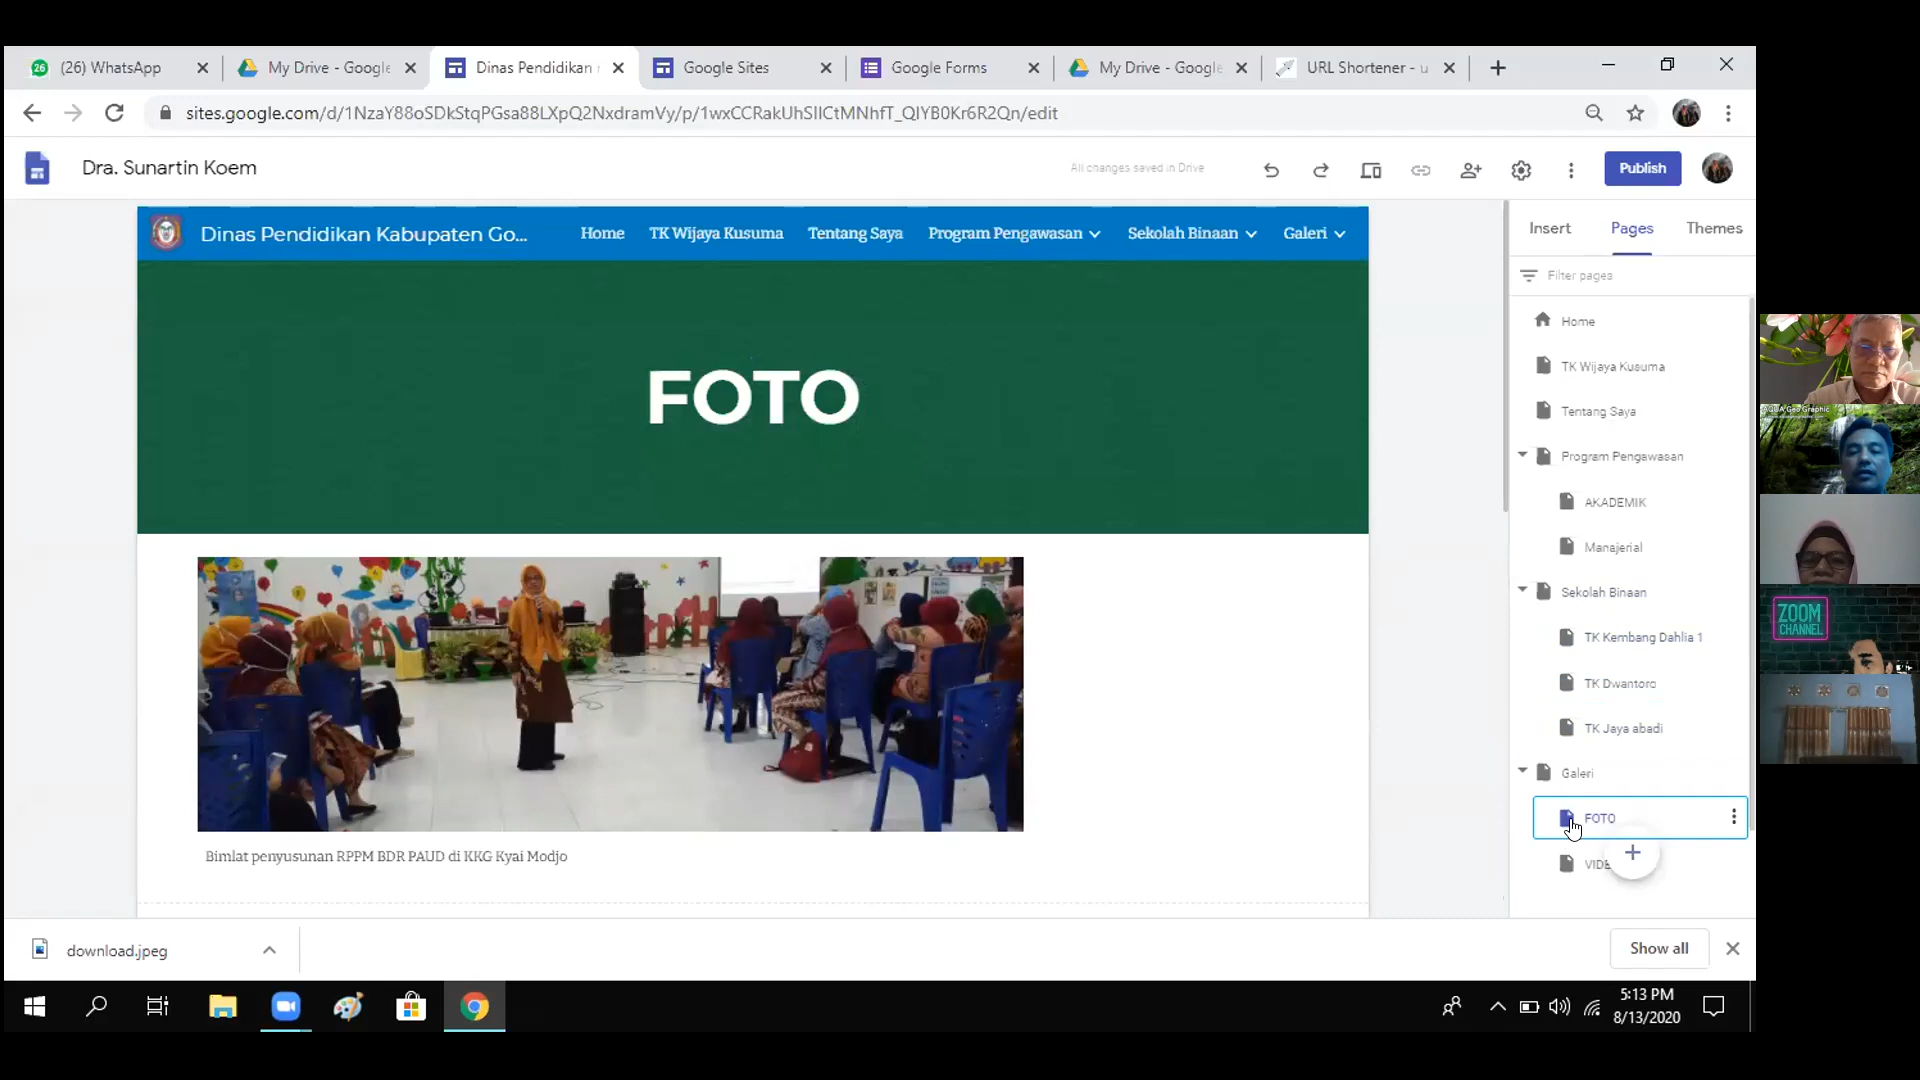 (26) WhatsApp
My Drive - Google
Dinas Pendidikan
Google Sites
Google Forms
My Drive - Google
URL Shortener - u
sites.google.com/d/1NzaY88oSDkStqPGsa88LXpQ2NxdramVy/p/1wxCCRakUhSIlCtMNhfT_QIYB0Kr6R2Qn/edit
Dra. Sunartin Koem
All changes saved in Drive
Publish
Dinas Pendidikan Kabupaten Go...
Home
TK Wijaya Kusuma
Tentang Saya
Program Pengawasan
Sekolah Binaan
Galeri
FOTO
Bimlat penyusunan RPPM BDR PAUD di KKG Kyai Modjo
Insert
Pages
Themes
Filter pages
Home
TK Wijaya Kusuma
Tentang Saya
Program Pengawasan
AKADEMIK
Manajerial
Sekolah Binaan
TK Kembang Dahlia 1
TK Dwantoro
TK Jaya abadi
Galeri
FOTO
VIDE
AQUA Geo Graphic
ZOOM
CHANNEL
download.jpeg
Show all
5:13 PM
8/13/2020